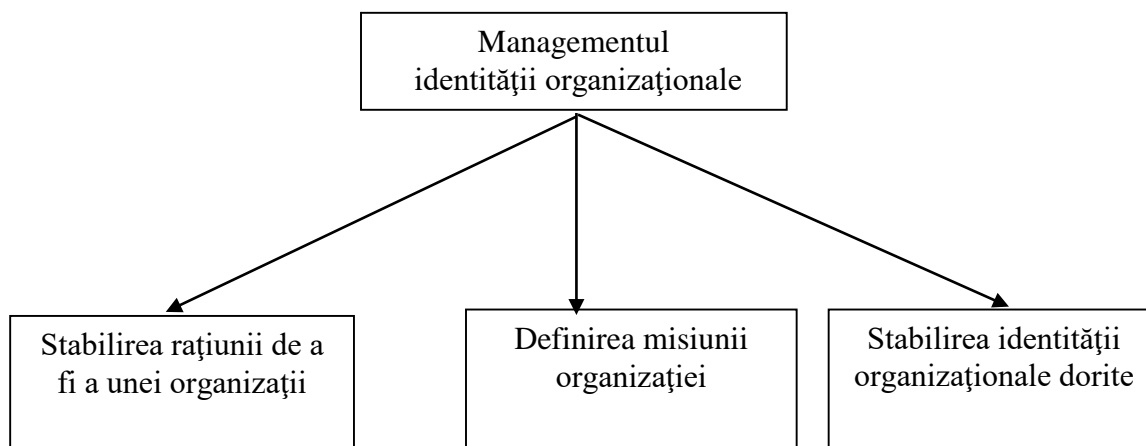 Managementul
identităţii organizaţionale
Stabilirea raţiunii de a
fi a unei organizaţii
Definirea misiunii
organizaţiei
Stabilirea identităţii
organizaţionale dorite